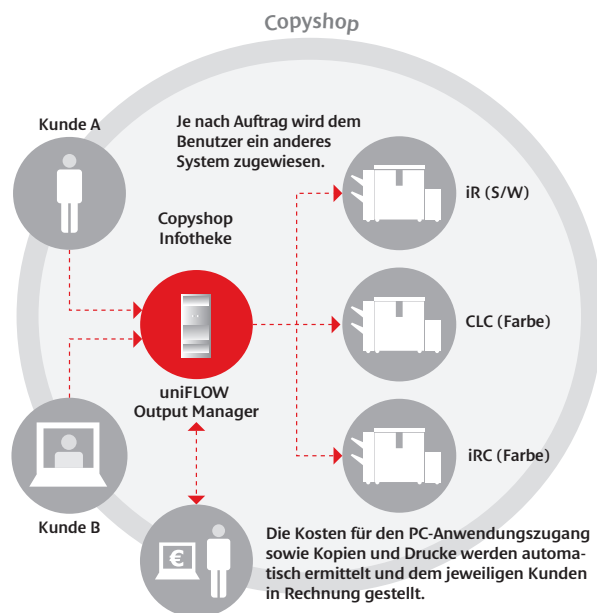 Copyshop
Kunde A
Je nach Auftrag wird dem
Benutzer ein anderes
System zugewiesen.
iR (S/W)
Copyshop
Infotheke
CLC (Farbe)
uniFLOW
Output Manager
iRC (Farbe)
Kunde B
€
Die Kosten für den PC-Anwendungszugang
sowie Kopien und Drucke werden automa-
tisch ermittelt und dem jeweiligen Kunden
in Rechnung gestellt.